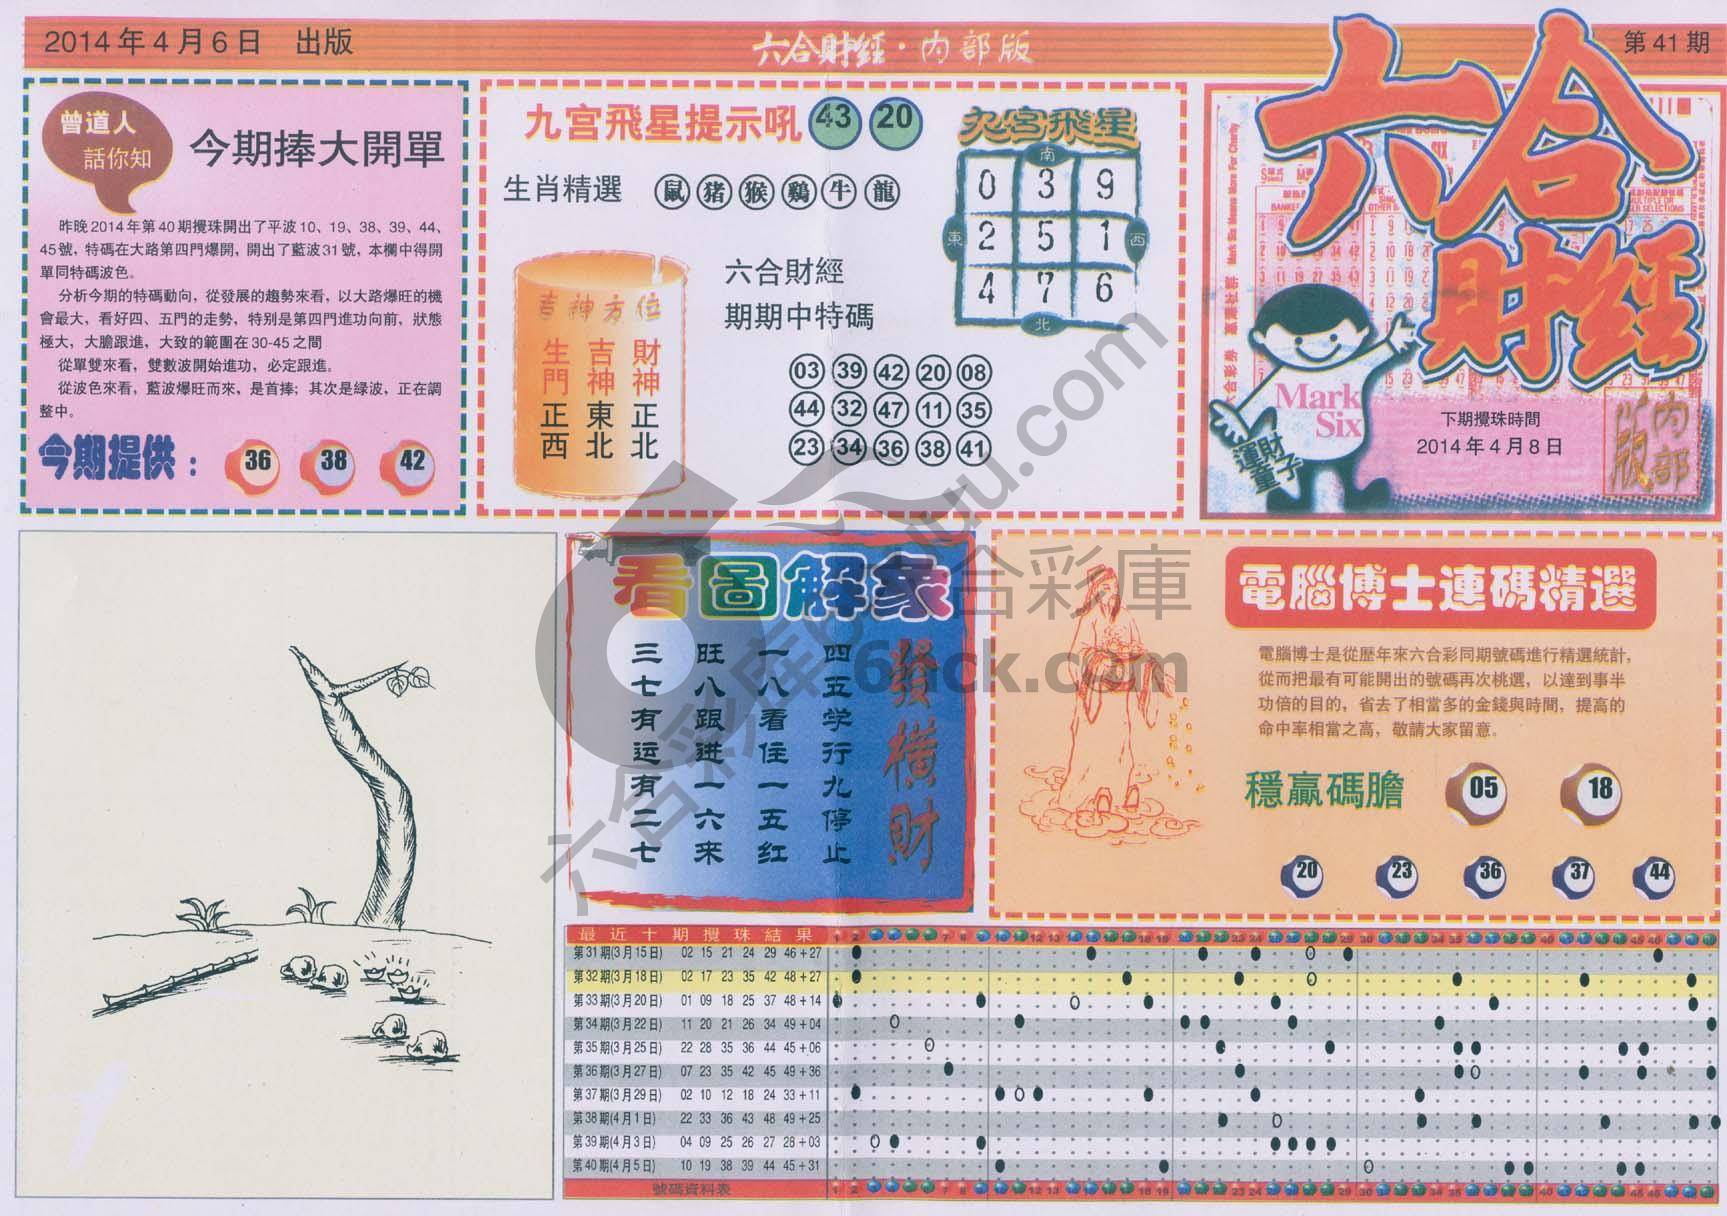 2014年4月6日 出版
六合財經·內部版
第41期
曾道人
話你知
今期捧大開單
昨晚2014年第40期攪珠開出了平波10、19、38、39、44、
45號，特碼在大路第四門爆開，開出了藍波31號，本欄中得開
單同特碼波色。
分析今期的特碼動向，從發展的趨勢來看，以大路爆旺的機
會最大，看好四、五門的走勢，特别是第四門進功向前，狀態
極大，大膽跟進，大致的範圍在30-45之間
從單雙來看，雙數波開始進功，必定跟進。
從波色來看，藍波爆旺而來，是首捧；其次是绿波，正在調
整中。
今期提供：
36 38 42
九宫飛星提示吼 43 20
生肖精選 鼠 猪 猴 鷄 牛 龍
吉神方位
生門正西
吉神東北
財神正北
六合財經
期期中特碼
03 39 42 20 08
44 32 47 11 35
23 34 36 38 41
九宫飛星
南
0 3 9
東 2 5 1 西
4 7 6
北
六合
財經
Mark
Six
運財
童子
下期攪珠時間
2014年4月8日
內部
版
看圖解象
發橫財
四五学行九停止
一八看住一五红
旺八跟进一六來
三七有运有二七
電腦博士連碼精選
電腦博士是從歷年來六合彩同期號碼進行精選統計，
從而把最有可能開出的號碼再次桃選，以達到事半
功倍的目的，省去了相當多的金錢與時間，提高的
命中率相當之高，敬請大家留意。
穩贏碼膽 05 18
20 23 36 37 44
最近十期攪珠結果
第31期(3月15日) 02 15 21 24 29 46+27
第32期(3月18日) 02 17 23 35 42 48+27
第33期(3月20日) 01 09 18 25 37 48+14
第34期(3月22日) 11 20 21 26 34 49+04
第35期(3月25日) 22 28 35 36 44 45+06
第36期(3月27日) 07 23 35 42 45 49+36
第37期(3月29日) 02 10 12 18 24 33+11
第38期(4月1日) 22 33 36 43 48 49+25
第39期(4月3日) 04 09 25 26 27 28+03
第40期(4月5日) 10 19 38 39 44 45+31
號碼資料表
六合彩庫
6hck.com